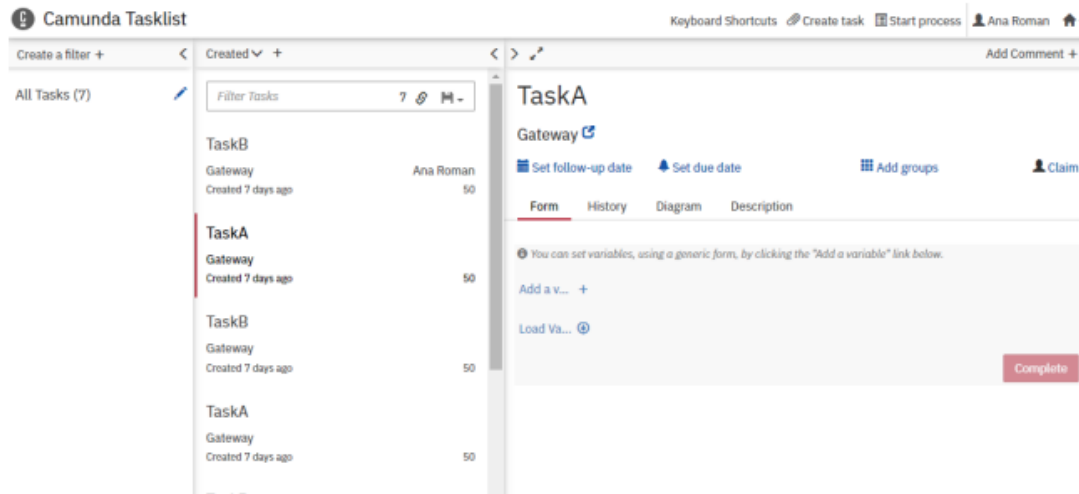 Camunda Tasklist
Keyboard Shortcuts Create task Start process Ana Roman
Create a filter +
Created +
Add Comment +
All Tasks (7)
Filter Tasks 7
TaskB
Gateway Ana Roman
Created 7 days ago 50
TaskA
Gateway
Created 7 days ago 50
TaskB
Gateway
Created 7 days ago 50
TaskA
Gateway
Created 7 days ago 50
TaskA
Gateway
Set follow-up date Set due date Add groups Claim
Form History Diagram Description
You can set variables, using a generic form, by clicking the "Add a variable" link below.
Add a v... +
Load Va...
Complete